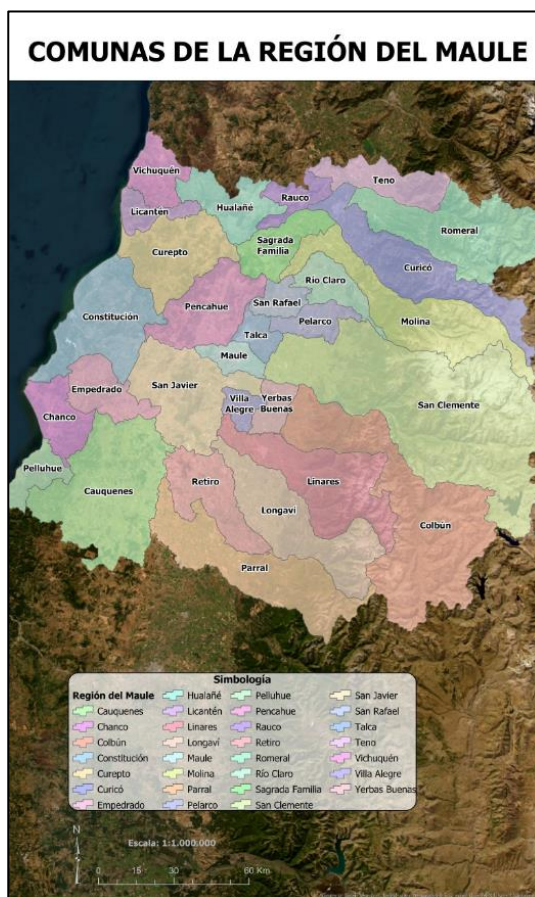 COMUNAS DE LA REGIÓN DEL MAULE
Vichuquén
Licantén
Hualañé
Rauco
Teno
Romeral
Curepto
Sagrada
Familia
Curicó
Río Claro
Pencahue
San Rafael
Constitución
Pelarco
Molina
Talca
Maule
Empedrado
San Javier
Villa
Alegre
Yerbas
Buenas
San Clemente
Chanco
Pelluhue
Cauquenes
Retiro
Linares
Longaví
Colbún
Parral
Simbología
Región del Maule
Cauquenes
Chanco
Colbún
Constitución
Curepto
Curicó
Empedrado
Hualañé
Licantén
Linares
Longaví
Maule
Molina
Parral
Pelarco
Pelluhue
Pencahue
Rauco
Retiro
Romeral
Río Claro
Sagrada Familia
San Clemente
San Javier
San Rafael
Talca
Teno
Vichuquén
Villa Alegre
Yerbas Buenas
N
Escala: 1:1.000.000
0 15 30 60 Km